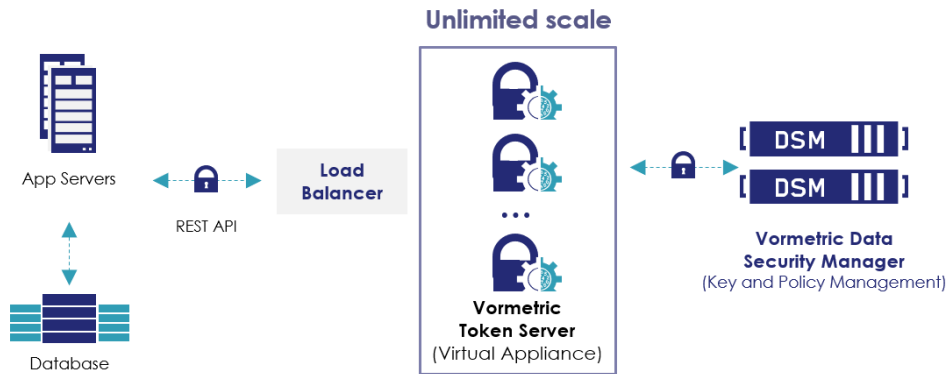 Unlimited scale
App Servers
REST API
Load
Balancer
...
Vormetric
Token Server
(Virtual Appliance)
DSM
DSM
Vormetric Data
Security Manager
(Key and Policy Management)
Database